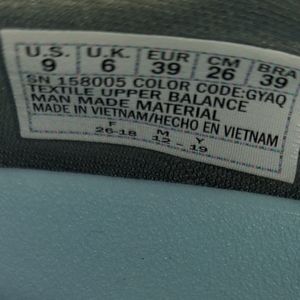 U.S. U.K. EUR CM BRA
9 6 39 26 39
SN 158005 COLOR CODE:GYAQ
TEXTILE UPPER BALANCE
MAN MADE MATERIAL
MADE IN VIETNAM/HECHO EN VIETNAM
F M Y
26-18 12 - 19